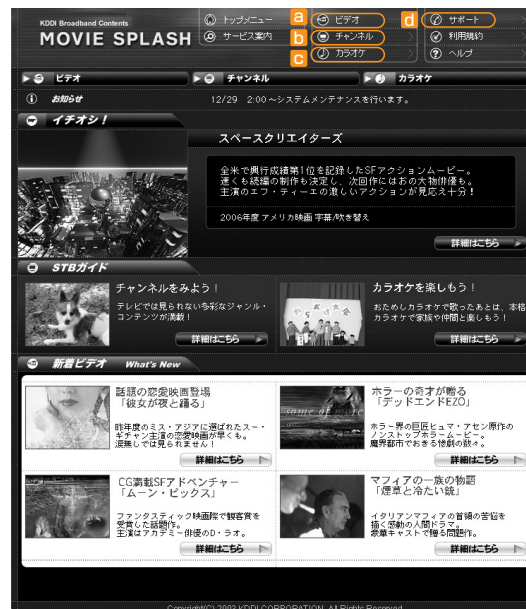 KDDI Broadband Contents
MOVIE SPLASH
トップメニュー
サービス案内
a ビデオ
b チャンネル
c カラオケ
d サポート
利用規約
ヘルプ
ビデオ
チャンネル
カラオケ
お知らせ
12/29 2:00～システムメンテナンスを行います。
イチオシ！
スペースクリエイターズ
全米で興行成績第1位を記録したSFアクションムービー。
速くも続編の制作も決定し、次回作にはあの大物俳優も。
主演のエフ・ティーエの激しいアクションが見応え十分！
2006年度 アメリカ映画 字幕/吹き替え
詳細はこちら
STBガイド
チャンネルをみよう！
テレビでは見られない多彩なジャンル・
コンテンツが満載！
詳細はこちら
からおけ大会
カラオケを楽しもう！
おためしカラオケで歌ったあとは、本格
カラオケで家族や仲間と楽しもう！
詳細はこちら
新着ビデオ What's New
話題の恋愛映画登場
「彼女が夜と踊る」
昨年度のミス・アジアに選ばれたスー・
ギチャン主演の恋愛映画が早くも。
涙無しでは見られません！
詳細はこちら
some of more
ホラーの奇才が贈る
「デッドエンドEZO」
ホラー界の巨匠ヒュマ・アセン原作の
ノンストップホラームービー。
魔界都市でおきる惨劇の数々。
詳細はこちら
CG満載SFアドベンチャー
「ムーン・ピックス」
ファンタスティック映画際で観客賞を
受賞した話題作。
主演はアカデミー俳優のD・ラオ。
詳細はこちら
マフィアの一族の物語
「煙草と冷たい銃」
イタリアンマフィアの首領の苦悩を
描く感動の人間ドラマ。
豪華キャストで贈る問題作。
詳細はこちら
Copyright(C) 2003 KDDI CORPORATION, All Rights Reserved